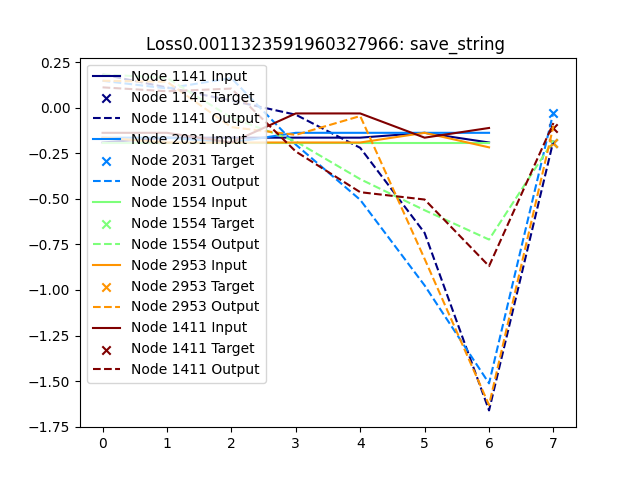 Loss0.0011323591960327966: save_string
0.25
0.00
−0.25
−0.50
−0.75
−1.00
−1.25
−1.50
−1.75
Node 1141 Input
Node 1141 Target
Node 1141 Output
Node 2031 Input
Node 2031 Target
Node 2031 Output
Node 1554 Input
Node 1554 Target
Node 1554 Output
Node 2953 Input
Node 2953 Target
Node 2953 Output
Node 1411 Input
Node 1411 Target
Node 1411 Output
0 1 2 3 4 5 6 7